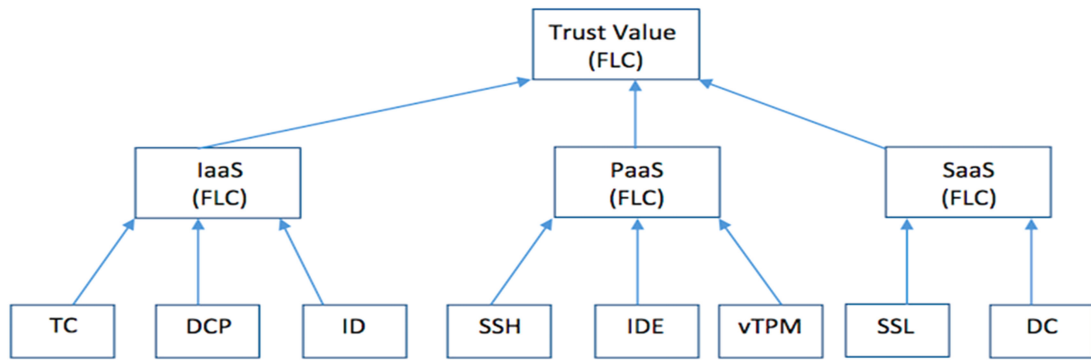 Trust Value
(FLC)
IaaS
(FLC)
PaaS
(FLC)
SaaS
(FLC)
TC
DCP
ID
SSH
IDE
vTPM
SSL
DC